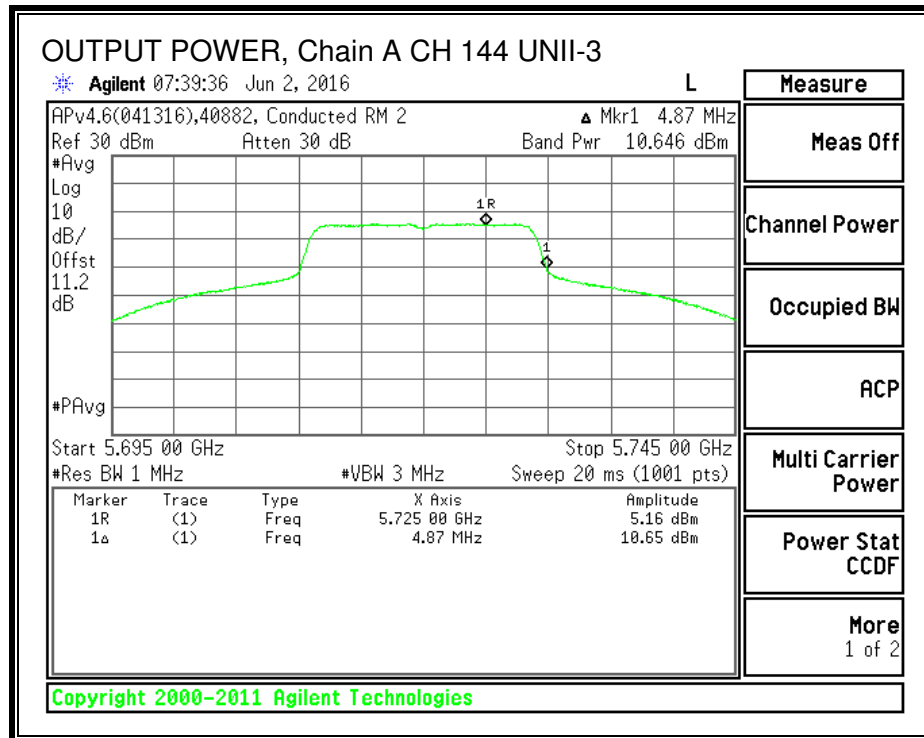 OUTPUT POWER, Chain A CH 144 UNII-3
Agilent 07:39:36 Jun 2, 2016 L
Measure
APv4.6(041316),40882, Conducted RM 2 Δ Mkr1 4.87 MHz
Ref 30 dBm Atten 30 dB Band Pwr 10.646 dBm
#Avg
Log
10
dB/
Offst
11.2
dB
#PAvg
1R
1
Start 5.695 00 GHz Stop 5.745 00 GHz
#Res BW 1 MHz #VBW 3 MHz Sweep 20 ms (1001 pts)
Marker Trace Type X Axis Amplitude
1R (1) Freq 5.725 00 GHz 5.16 dBm
1Δ (1) Freq 4.87 MHz 10.65 dBm
Meas Off
Channel Power
Occupied BW
ACP
Multi Carrier
Power
Power Stat
CCDF
More
1 of 2
Copyright 2000-2011 Agilent Technologies